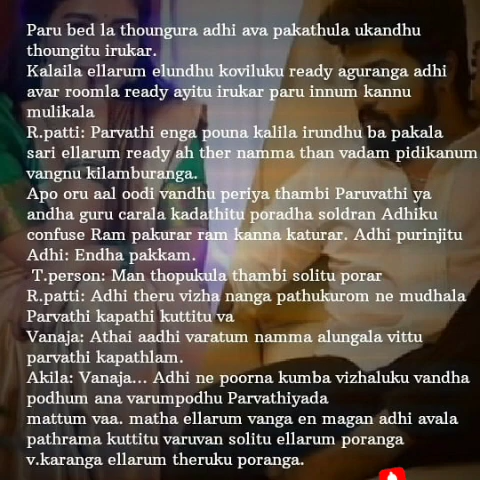 Paru bed la thoungura adhi ava pakathula ukandhu
thoungitu irukar.
Kalaila ellarum elundhu koviluku ready aguranga adhi
avar roomla ready ayitu irukar paru innum kannu
mulikala
R.patti: Parvathi enga pouna kalila irundhu ba pakala
sari ellarum ready ah ther namma than vadam pidikanum
vangnu kilamburanga.
Apo oru aal oodi vandhu periya thambi Paruvathi ya
andha guru carala kadathitu poradha soldran Adhiku
confuse Ram pakurar ram kanna katurar. Adhi purinjitu
Adhi: Endha pakkam.
T.person: Man thopukula thambi solitu porar
R.patti: Adhi theru vizha nanga pathukurom ne mudhala
Parvathi kapathi kuttitu va
Vanaja: Athai aadhi varatum namma alungala vittu
parvathi kapathlam.
Akila: Vanaja... Adhi ne poorna kumba vizhaluku vandha
podhum ana varumpodhu Parvathiyada
mattum vaa. matha ellarum vanga en magan adhi avala
pathrama kuttitu varuvan solitu ellarum poranga
v.karanga ellarum theruku poranga.